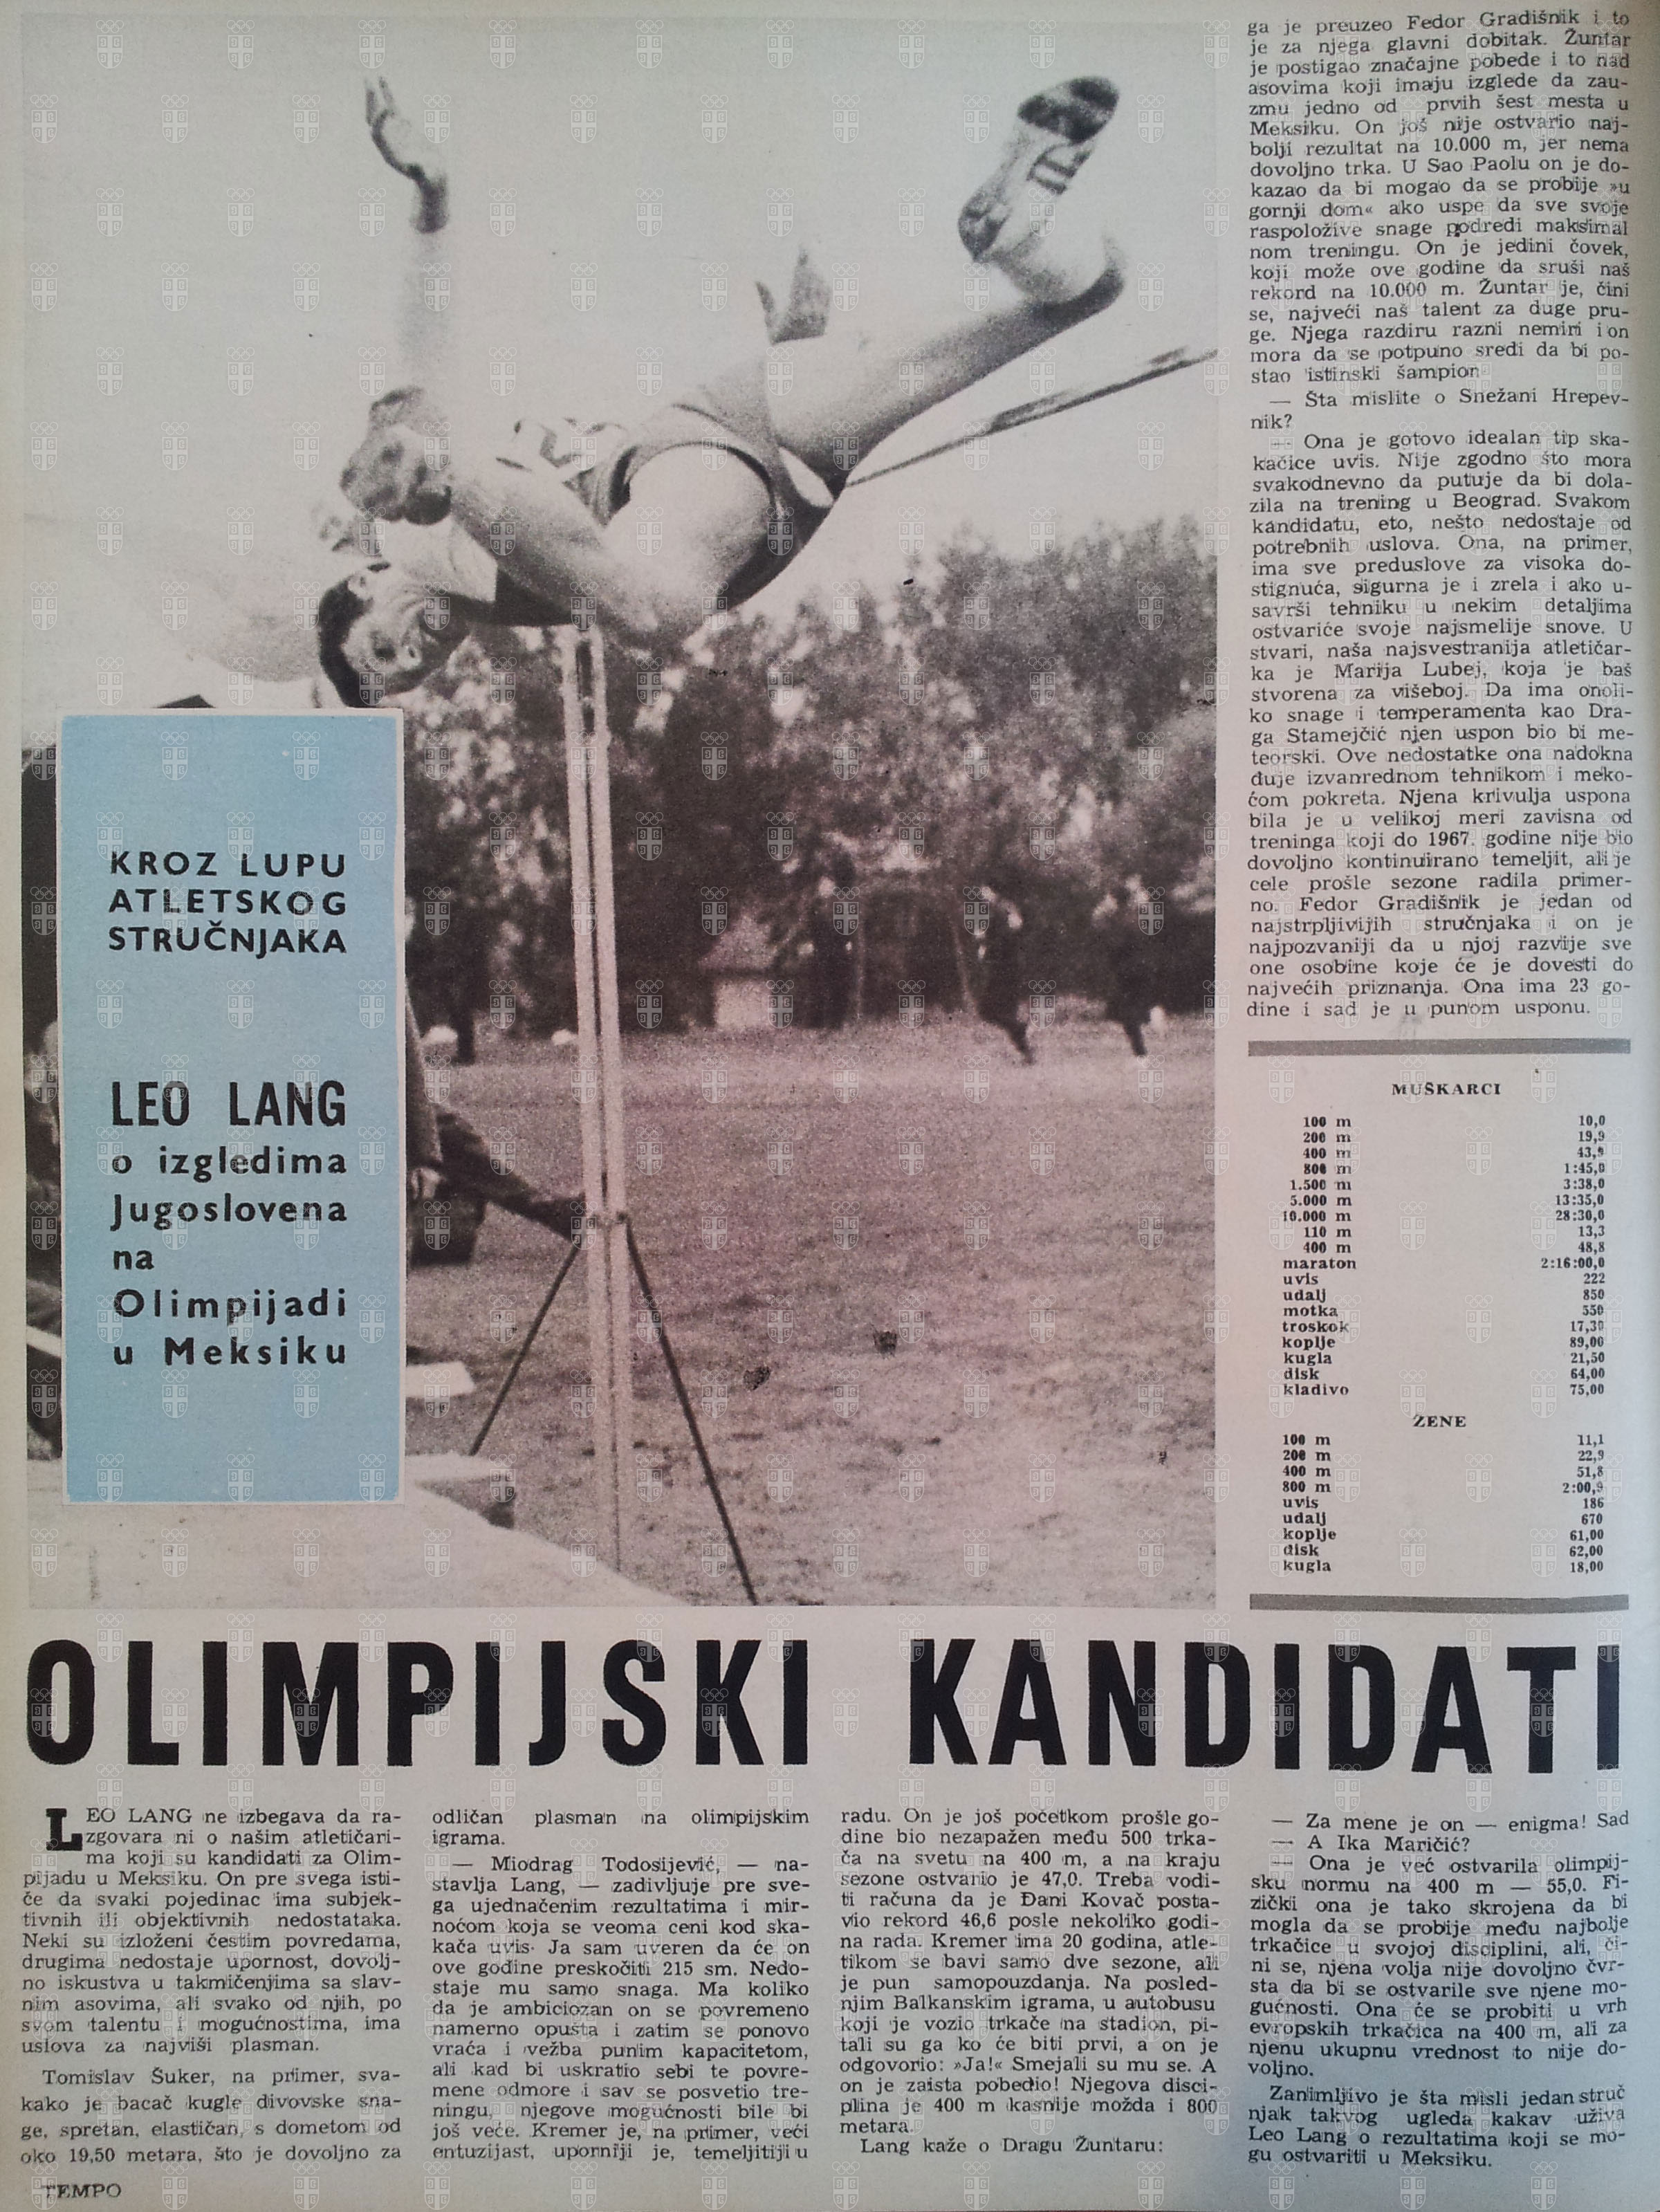 KROZ LUPU
ATLETSKOG
STRUČNJAKA
LEO LANG
o izgledima
Jugoslovena
na
Olimpijadi
u Meksiku
OLIMPIJSKI KANDIDATI
LEO LANG ne izbegava da ra-
zgovara ni o našim atletičari-
ma koji su kandidati za Olim-
pijadu u Meksiku. On pre svega isti-
če da svaki pojedinac ima subjek-
tivnih ili objektivnih nedostataka.
Neki su izloženi čestim povredama,
drugima nedostaje upornost, dovolj-
no iskustva u takmičenjima sa slav-
nim asovima, ali svako od njih, po
svom talentu i mogućnostima, ima
uslova za najviši plasman.
Tomislav Šuker, na primer, sva-
kako je bacač kugle divovske sna-
ge, spretan, elastičan, s dometom od
oko 19,50 metara, što je dovoljno za
odličan plasman na olimpijskim
igrama.
— Miodrag Todosijević, — na-
stavlja Lang, — zadivljuje pre sve-
ga ujednačenim rezultatima i mir-
noćom koja se veoma ceni kod ska-
kača uvis. Ja sam uveren da će on
ove godine preskočiti 215 sm. Nedo-
staje mu samo snaga. Ma koliko
da je ambiciozan on se povremeno
namerno opušta i zatim se ponovo
vraća i vežba punim kapacitetom,
ali kad bi uskratio sebi te povre-
mene odmore i sav se posvetio tre-
ningu, njegove mogućnosti bile bi
još veće. Kremer je, na primer, veći
entuzijast, uporniji je, temeljitiji u
radu. On je još početkom prošle go-
dine bio nezapažen među 500 trka-
ča na svetu na 400 m, a na kraju
sezone ostvario je 47,0. Treba vodi-
ti računa da je Đani Kovač posta-
vio rekord 46,6 posle nekoliko godi-
na rada. Kremer ima 20 godina, atle-
tikom se bavi samo dve sezone, ali
je pun samopouzdanja. Na posled-
njim Balkanskim igrama, u autobusu
koji je vozio trkače na stadion, pi-
tali su ga ko će biti prvi, a on je
odgovorio: »Ja!« Smejali su mu se. A
on je zaista pobedio! Njegova disci-
plina je 400 m kasnije možda i 800
metara.
Lang kaže o Dragu Žuntaru:
— Za mene je on — enigma! Sad
ga je preuzeo Fedor Gradišnik i to
je za njega glavni dobitak. Žuntar
je postigao značajne pobede i to nad
asovima koji imaju izglede da zau-
zmu jedno od prvih šest mesta u
Meksiku. On još nije ostvario naj-
bolji rezultat na 10.000 m, jer nema
dovoljno trka. U Sao Paolu on je do-
kazao da bi mogao da se probije »u
gornji dom« ako uspe da sve svoje
raspoložive snage podredi maksimal
nom treningu. On je jedini čovek,
koji može ove godine da sruši naš
rekord na 10.000 m. Žuntar je, čini
se, najveći naš talent za duge pru-
ge. Njega razdiru razni nemiri i on
mora da se potpuno sredi da bi po-
stao istinski šampion
— Šta mislite o Snežani Hrepev-
nik?
— Ona je gotovo idealan tip ska-
kačice uvis. Nije zgodno što mora
svakodnevno da putuje da bi dola-
zila na trening u Beograd. Svakom
kandidatu, eto, nešto nedostaje od
potrebnih uslova. Ona, na primer,
ima sve preduslove za visoka do-
stignuća, sigurna je i zrela i ako u-
savrši tehniku u nekim detaljima
ostvariće svoje najsmelije snove. U
stvari, naša najsvestranija atletičar-
ka je Marija Lubej, koja je baš
stvorena za višeboj. Da ima onoli-
ko snage i temperamenta kao Dra-
ga Stamejčić njen uspon bio bi me-
teorski. Ove nedostatke ona nadokna
đuje izvanrednom tehnikom i meko-
ćom pokreta. Njena krivulja uspona
bila je u velikoj meri zavisna od
treninga koji do 1967. godine nije bio
dovoljno kontinuirano temeljit, ali je
cele prošle sezone radila primer-
no. Fedor Gradišnik je jedan od
najstrpljivijih stručnjaka i on je
najpozvaniji da u njoj razvije sve
one osobine koje će je dovesti do
najvećih priznanja. Ona ima 23 go-
dine i sad je u punom usponu.
— A Ika Maričić?
— Ona je već ostvarila olimpij-
sku normu na 400 m — 55,0. Fi-
zički ona je tako skrojena da bi
mogla da se probije među najbolje
trkačice u svojoj disciplini, ali, či-
ni se, njena volja nije dovoljno čvr-
sta da bi se ostvarile sve njene mo-
gućnosti. Ona će se probiti u vrh
evropskih trkačica na 400 m, ali za
njenu ukupnu vrednost to nije do-
voljno.
Zanimljivo je šta misli jedan struč
njak takvog ugleda kakav uživa
Leo Lang o rezultatima koji se mo-
gu ostvariti u Meksiku.
MUŠKARCI
100 m 10,0
200 m 19,9
400 m 43,9
800 m 1:45,0
1.500 m 3:38,0
5.000 m 13:35,0
10.000 m 28:30,0
110 m 13,3
400 m 48,8
maraton 2:16:00,0
uvis 222
udalj 850
motka 550
troskok 17,30
koplje 89,00
kugla 21,50
disk 64,00
kladivo 75,00
ŽENE
100 m 11,1
200 m 22,9
400 m 51,8
800 m 2:00,9
uvis 186
udalj 670
koplje 61,00
disk 62,00
kugla 18,00
TEMPO